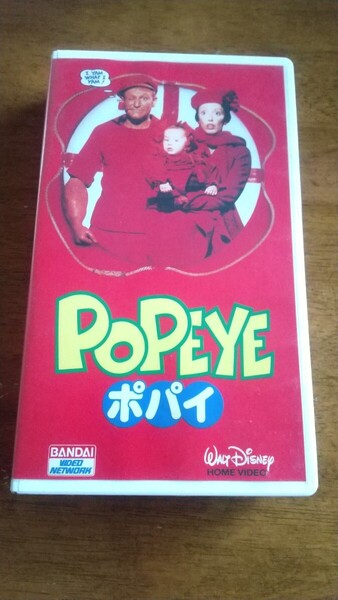 I YAM
WHAT I
YAM!
POPEYE
ポパイ
BANDAI
VIDEO
NETWORK
WALT DISNEY
HOME VIDEO